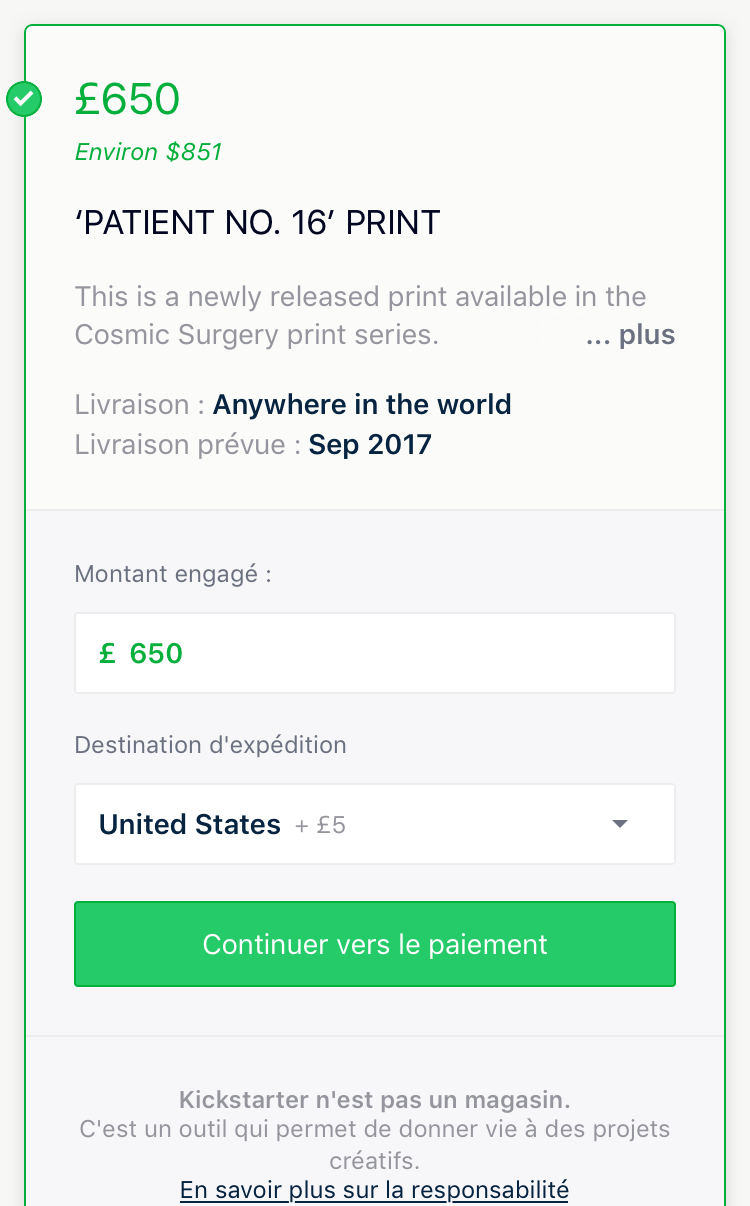 £650
Environ $851
‘PATIENT NO. 16’ PRINT
This is a newly released print available in the
Cosmic Surgery print series. ... plus
Livraison : Anywhere in the world
Livraison prévue : Sep 2017
Montant engagé :
£ 650
Destination d'expédition
United States + £5
Continuer vers le paiement
Kickstarter n'est pas un magasin.
C'est un outil qui permet de donner vie à des projets
créatifs.
En savoir plus sur la responsabilité